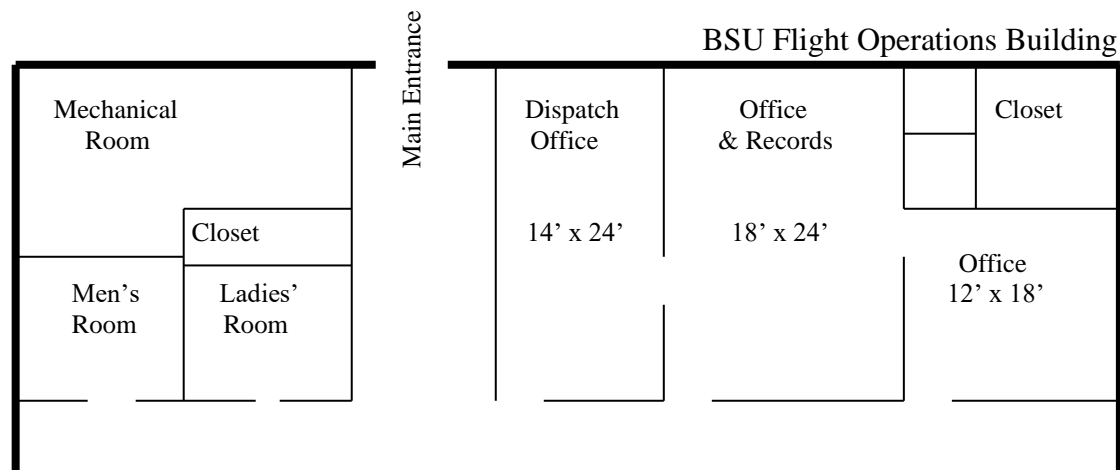 BSU Flight Operations Building
Main Entrance
Mechanical
Room
Dispatch
Office
Office
& Records
Closet
Closet
14’ x 24’
18’ x 24’
Office
12’ x 18’
Men’s
Room
Ladies’
Room